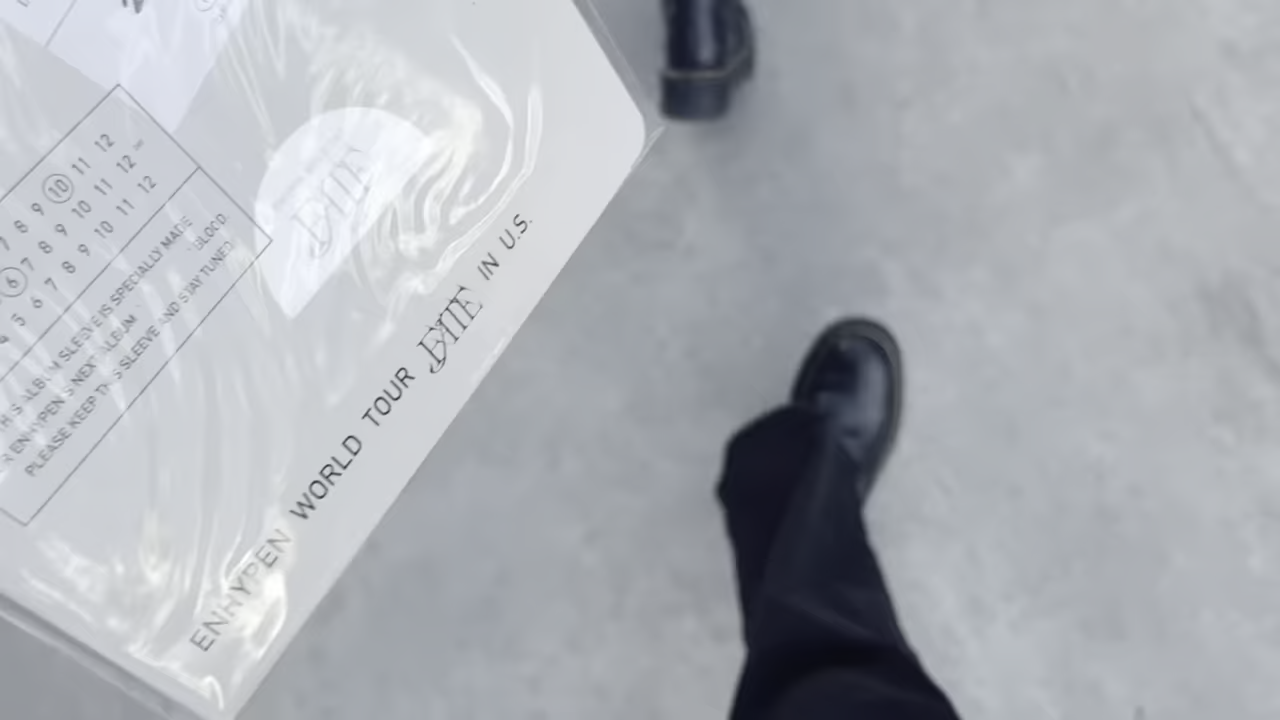 7 8 9 10 11 12
6 7 8 9 10 11 12
5 6 7 8 9 10 11 12
ALBUM SLEEVE IS SPECIALLY MADE
ENHYPEN'S NEXT ALBUM BLOOD.
PLEASE KEEP THIS SLEEVE AND STAY TUNED.
FATE
ENHYPEN WORLD TOUR FATE IN U.S.